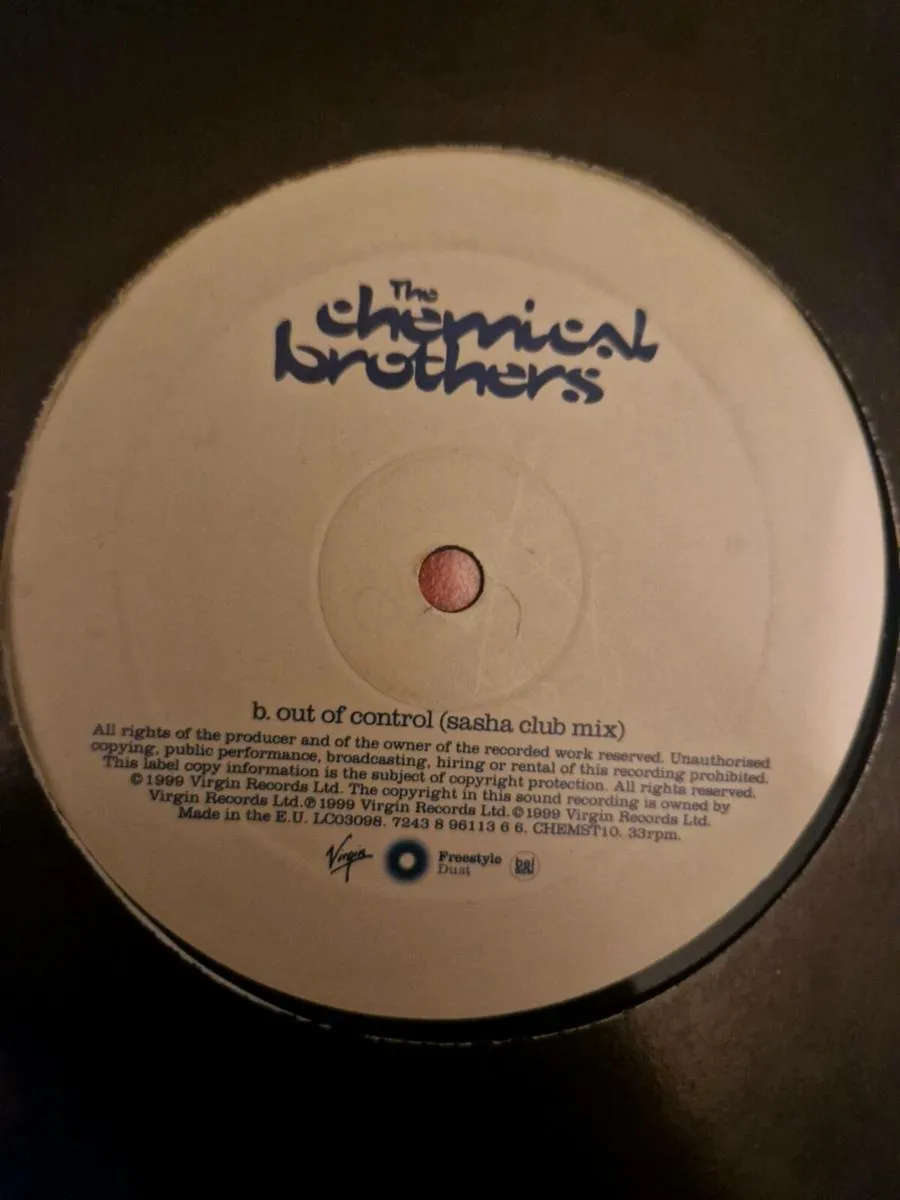 The
chemical
brothers
b. out of control (sasha club mix)
All rights of the producer and of the owner of the recorded work reserved. Unauthorised
copying, public performance, broadcasting, hiring or rental of this recording prohibited.
This label copy information is the subject of copyright protection. All rights reserved.
© 1999 Virgin Records Ltd. The copyright in this sound recording is owned by
Virgin Records Ltd. ℗ 1999 Virgin Records Ltd. © 1999 Virgin Records Ltd.
Made in the E.U. LC03098. 7243 8 96113 6 6. CHEMST10. 33rpm.
Virgin
Freestyle
Dust
bel